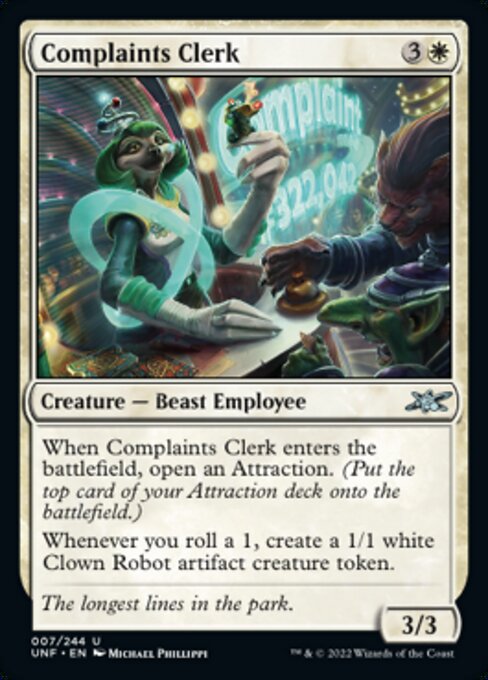 Complaints Clerk 3
Complaint
322,042
Creature — Beast Employee
When Complaints Clerk enters the
battlefield, open an Attraction. (Put the
top card of your Attraction deck onto the
battlefield.)
Whenever you roll a 1, create a 1/1 white
Clown Robot artifact creature token.
The longest lines in the park.
3/3
007/244 U
UNF • EN Michael Phillippi ™ & © 2022 Wizards of the Coast